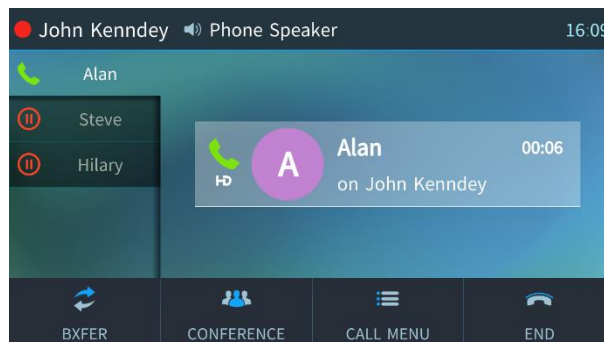 John Kenndey Phone Speaker 16:09
Alan
Steve
Hilary
A
Alan 00:06
HD
on John Kenndey
BXFER CONFERENCE CALL MENU END